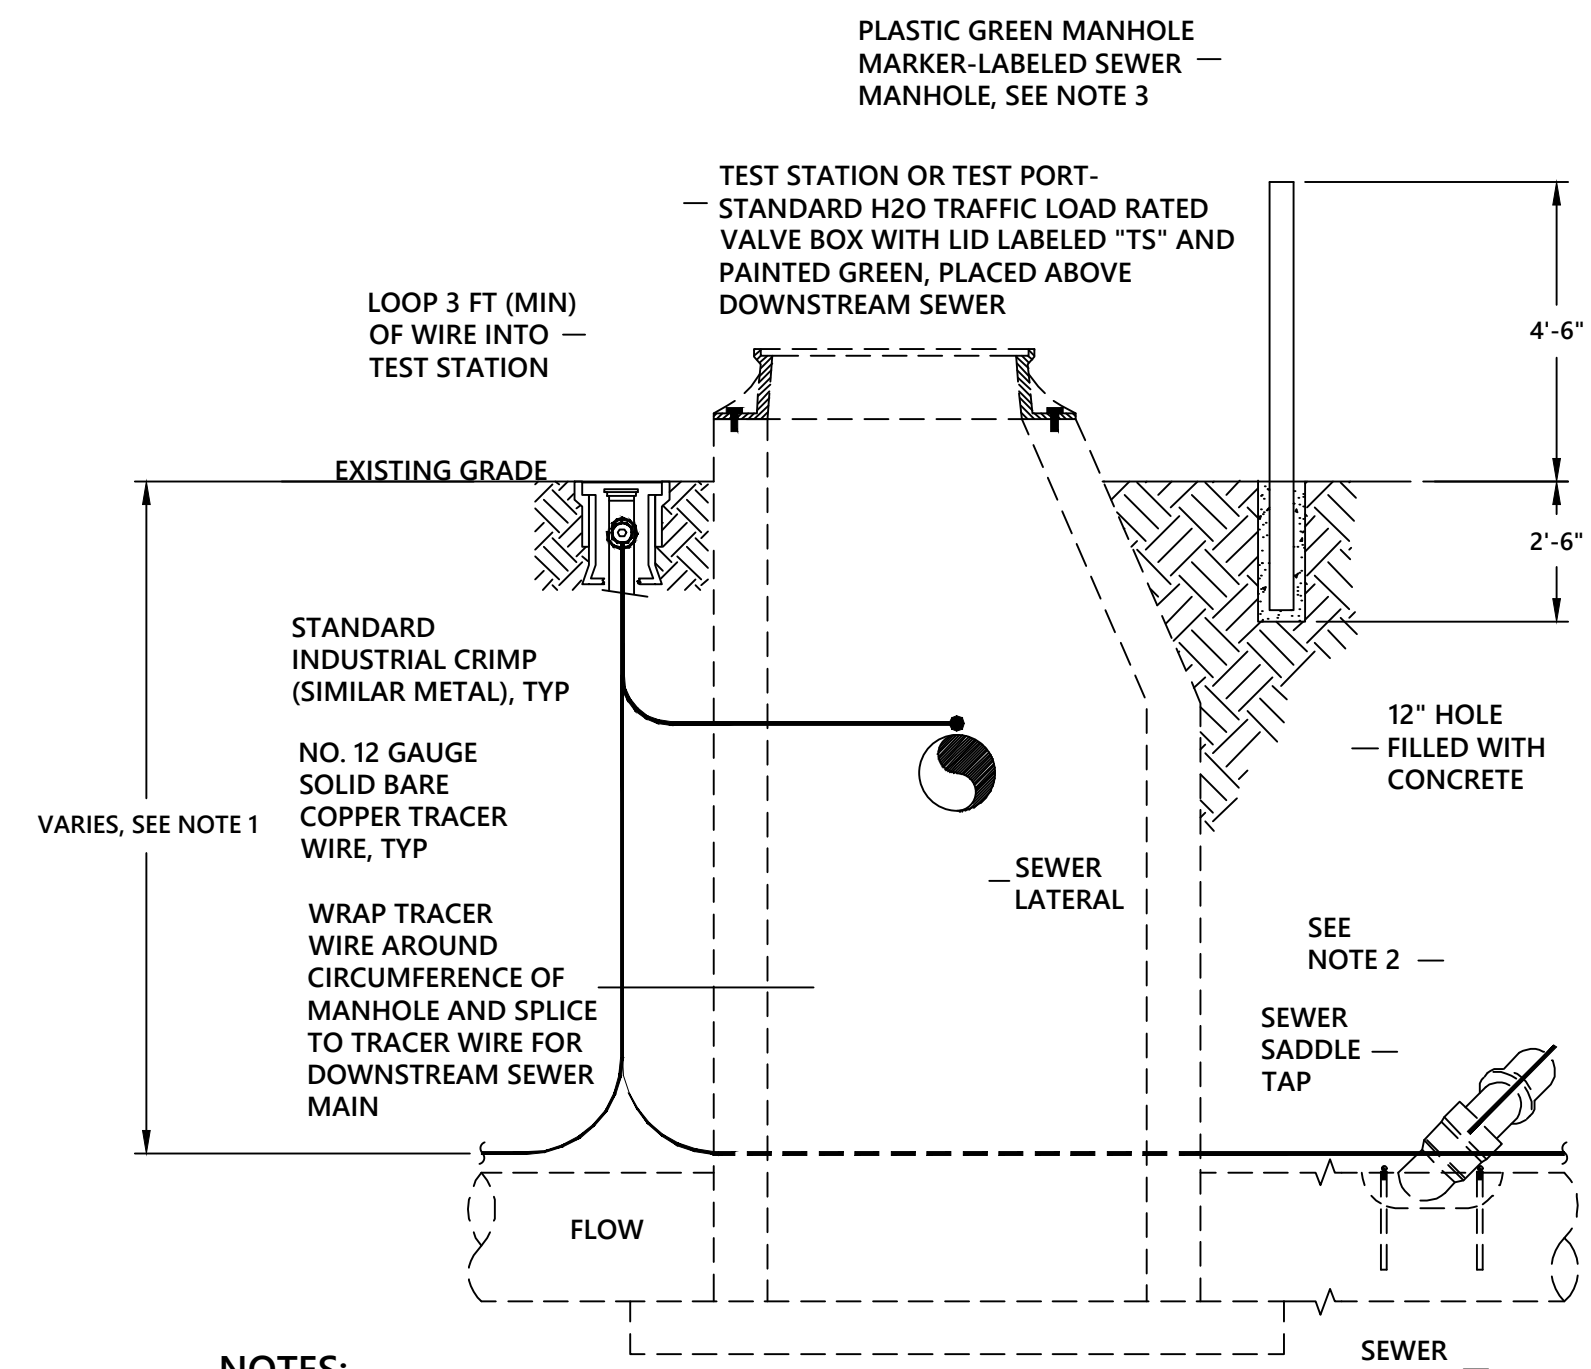 PLASTIC GREEN MANHOLE
MARKER-LABELED SEWER
MANHOLE, SEE NOTE 3
TEST STATION OR TEST PORT-
STANDARD H2O TRAFFIC LOAD RATED
VALVE BOX WITH LID LABELED "TS" AND
PAINTED GREEN, PLACED ABOVE
DOWNSTREAM SEWER
LOOP 3 FT (MIN)
OF WIRE INTO
TEST STATION
4'-6"
EXISTING GRADE
2'-6"
STANDARD
INDUSTRIAL CRIMP
(SIMILAR METAL), TYP
12" HOLE
FILLED WITH
CONCRETE
NO. 12 GAUGE
SOLID BARE
COPPER TRACER
WIRE, TYP
VARIES, SEE NOTE 1
SEWER
LATERAL
WRAP TRACER
WIRE AROUND
CIRCUMFERENCE OF
MANHOLE AND SPLICE
TO TRACER WIRE FOR
DOWNSTREAM SEWER
MAIN
SEE
NOTE 2
SEWER
SADDLE
TAP
FLOW
SEWER
NOTES: